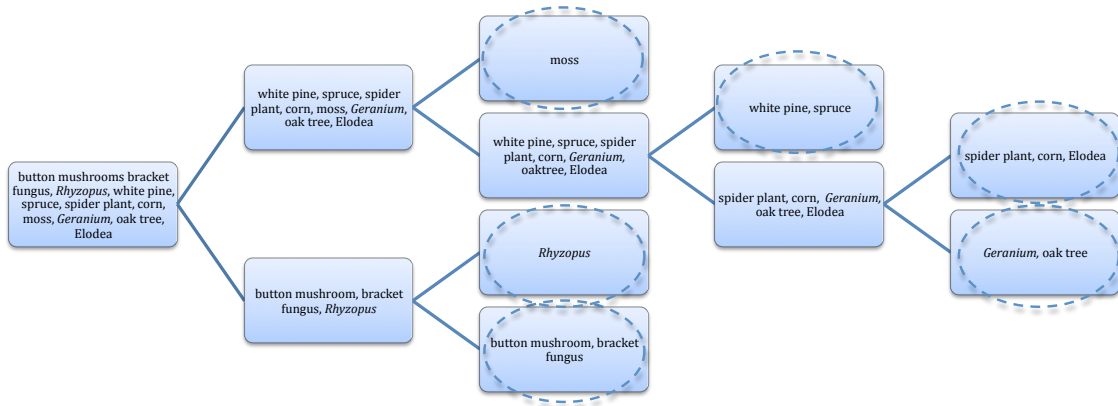 button mushrooms bracket
fungus, Rhyzopus, white pine,
spruce, spider plant, corn,
moss, Geranium, oak tree,
Elodea
white pine, spruce, spider
plant, corn, moss, Geranium,
oak tree, Elodea
moss
white pine, spruce, spider
plant, corn, Geranium,
oaktree, Elodea
white pine, spruce
spider plant, corn, Geranium,
oak tree, Elodea
spider plant, corn, Elodea
Geranium, oak tree
button mushroom, bracket
fungus, Rhyzopus
Rhyzopus
button mushroom, bracket
fungus